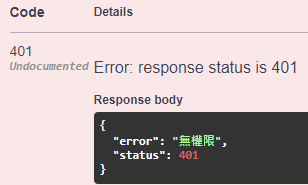 Code Details
401
Undocumented
Error: response status is 401
Response body
{
"error": "無權限",
"status": 401
}